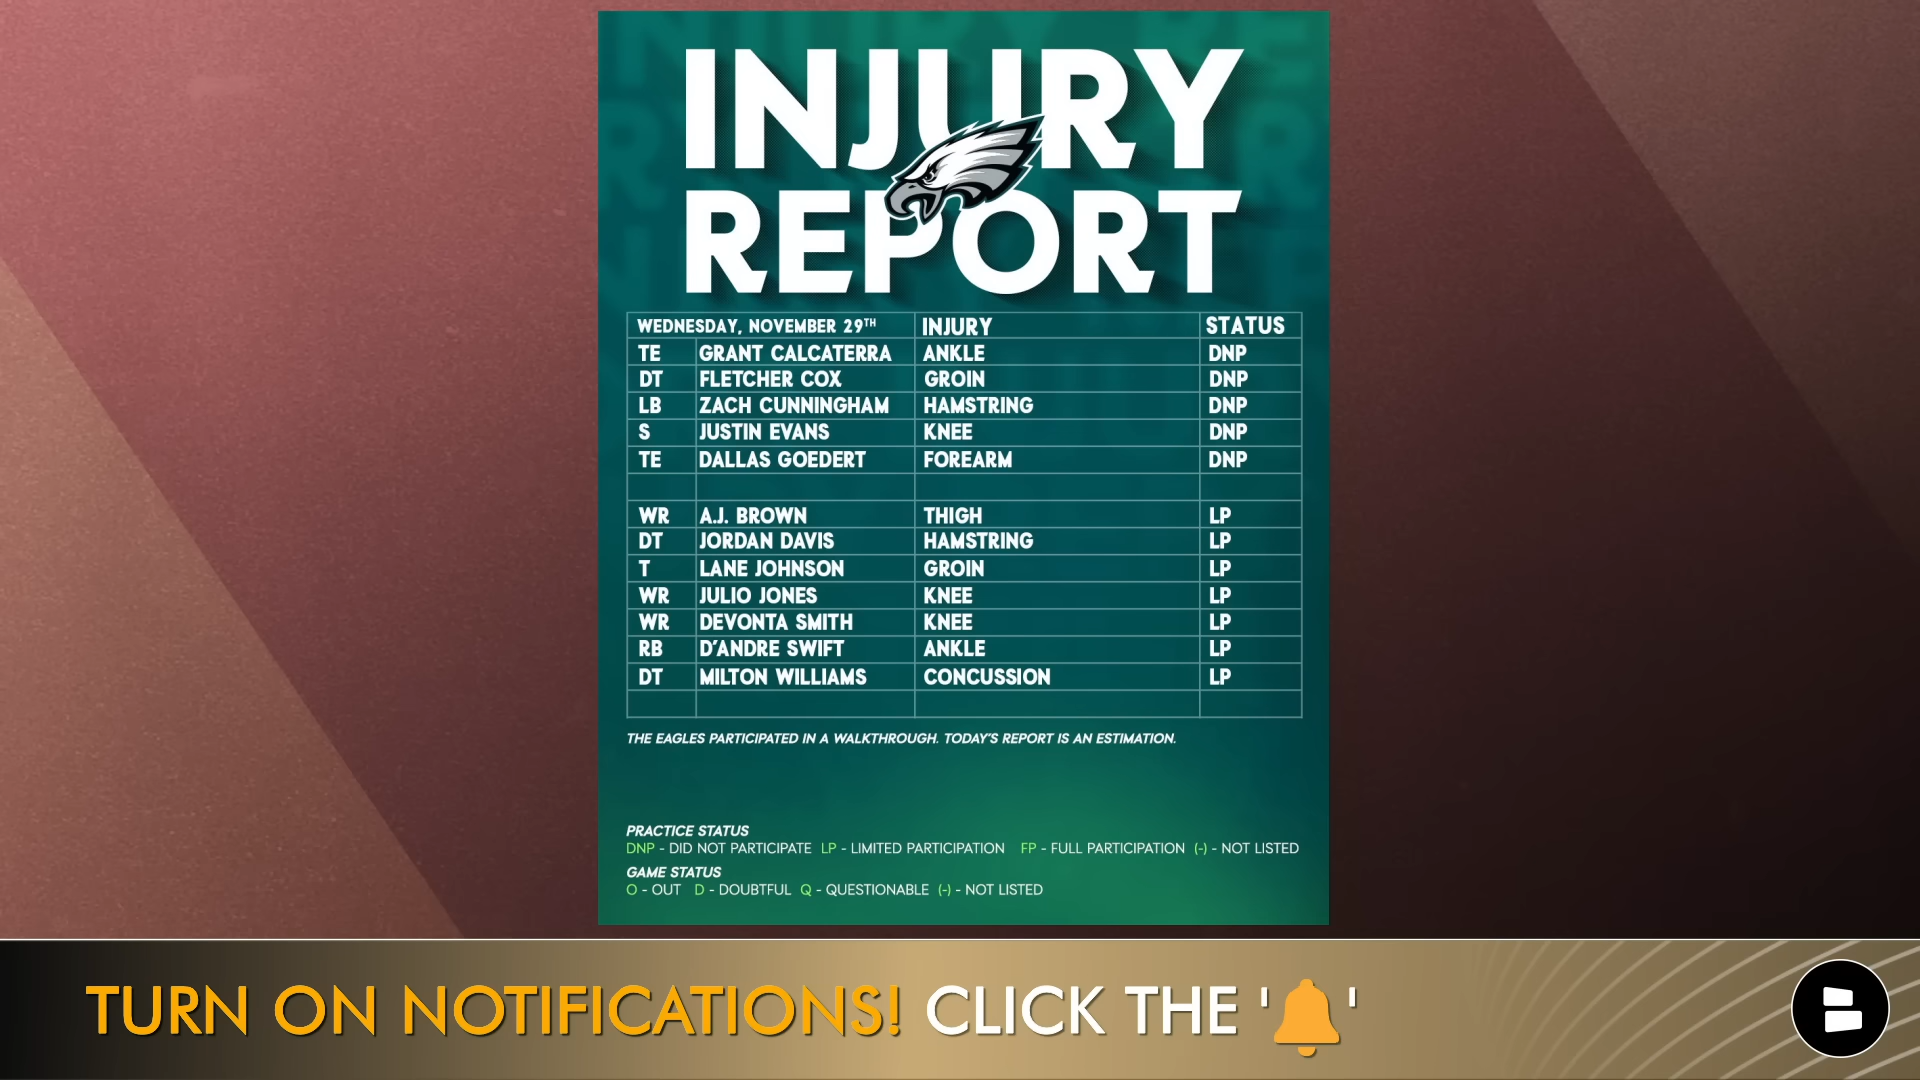 INJURY
REPORT
WEDNESDAY, NOVEMBER 29TH INJURY STATUS
TE GRANT CALCATERRA ANKLE DNP
DT FLETCHER COX GROIN DNP
LB ZACH CUNNINGHAM HAMSTRING DNP
S JUSTIN EVANS KNEE DNP
TE DALLAS GOEDERT FOREARM DNP
WR A.J. BROWN THIGH LP
DT JORDAN DAVIS HAMSTRING LP
T LANE JOHNSON GROIN LP
WR JULIO JONES KNEE LP
WR DEVONTA SMITH KNEE LP
RB D'ANDRE SWIFT ANKLE LP
DT MILTON WILLIAMS CONCUSSION LP
THE EAGLES PARTICIPATED IN A WALKTHROUGH. TODAY'S REPORT IS AN ESTIMATION.
PRACTICE STATUS
DNP - DID NOT PARTICIPATE LP - LIMITED PARTICIPATION FP - FULL PARTICIPATION (-) - NOT LISTED
GAME STATUS
O - OUT D - DOUBTFUL Q - QUESTIONABLE (-) - NOT LISTED
TURN ON NOTIFICATIONS! CLICK THE '🔔'